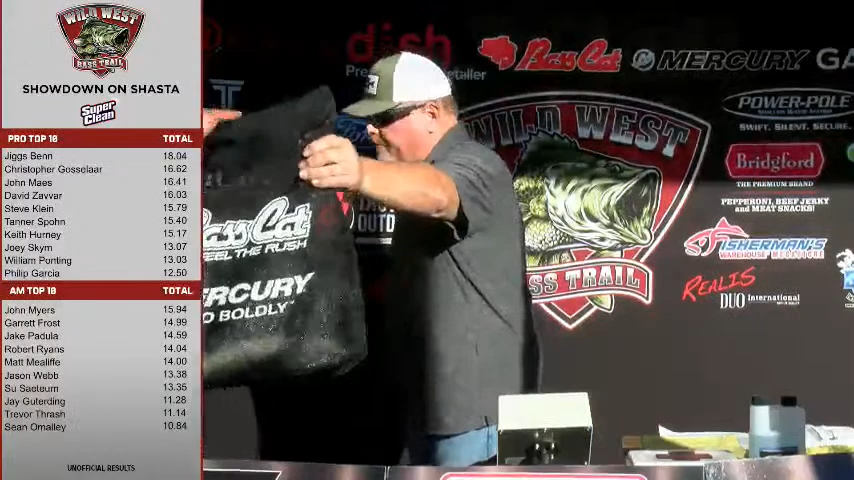 WILD WEST
BASS TRAIL
SHOWDOWN ON SHASTA
Super
Clean
PRO TOP 10 TOTAL
Jiggs Benn 18.04
Christopher Gosselaar 16.62
John Maes 16.41
David Zavvar 16.03
Steve Klein 15.79
Tanner Spohn 15.40
Keith Hurney 15.17
Joey Skym 13.07
William Ponting 13.03
Philip Garcia 12.50
AM TOP 10 TOTAL
John Myers 15.94
Garrett Frost 14.99
Jake Padula 14.59
Robert Ryans 14.04
Matt Mealiffe 14.00
Jason Webb 13.38
Su Saeteurn 13.35
Jay Guterding 11.28
Trevor Thrash 11.14
Sean Omalley 10.84
UNOFFICIAL RESULTS
dish
BassCat
MERCURY
WILD WEST
BASS TRAIL
POWER-POLE
SWIFT. SILENT. SECURE.
Bridgford
THE PREMIUM BRAND
PEPPERONI, BEEF JERKY
and MEAT SNACKS!
FISHERMAN'S
WAREHOUSE
REALIS
DUO International
BassCat
FEEL THE RUSH
MERCURY
GO BOLDLY